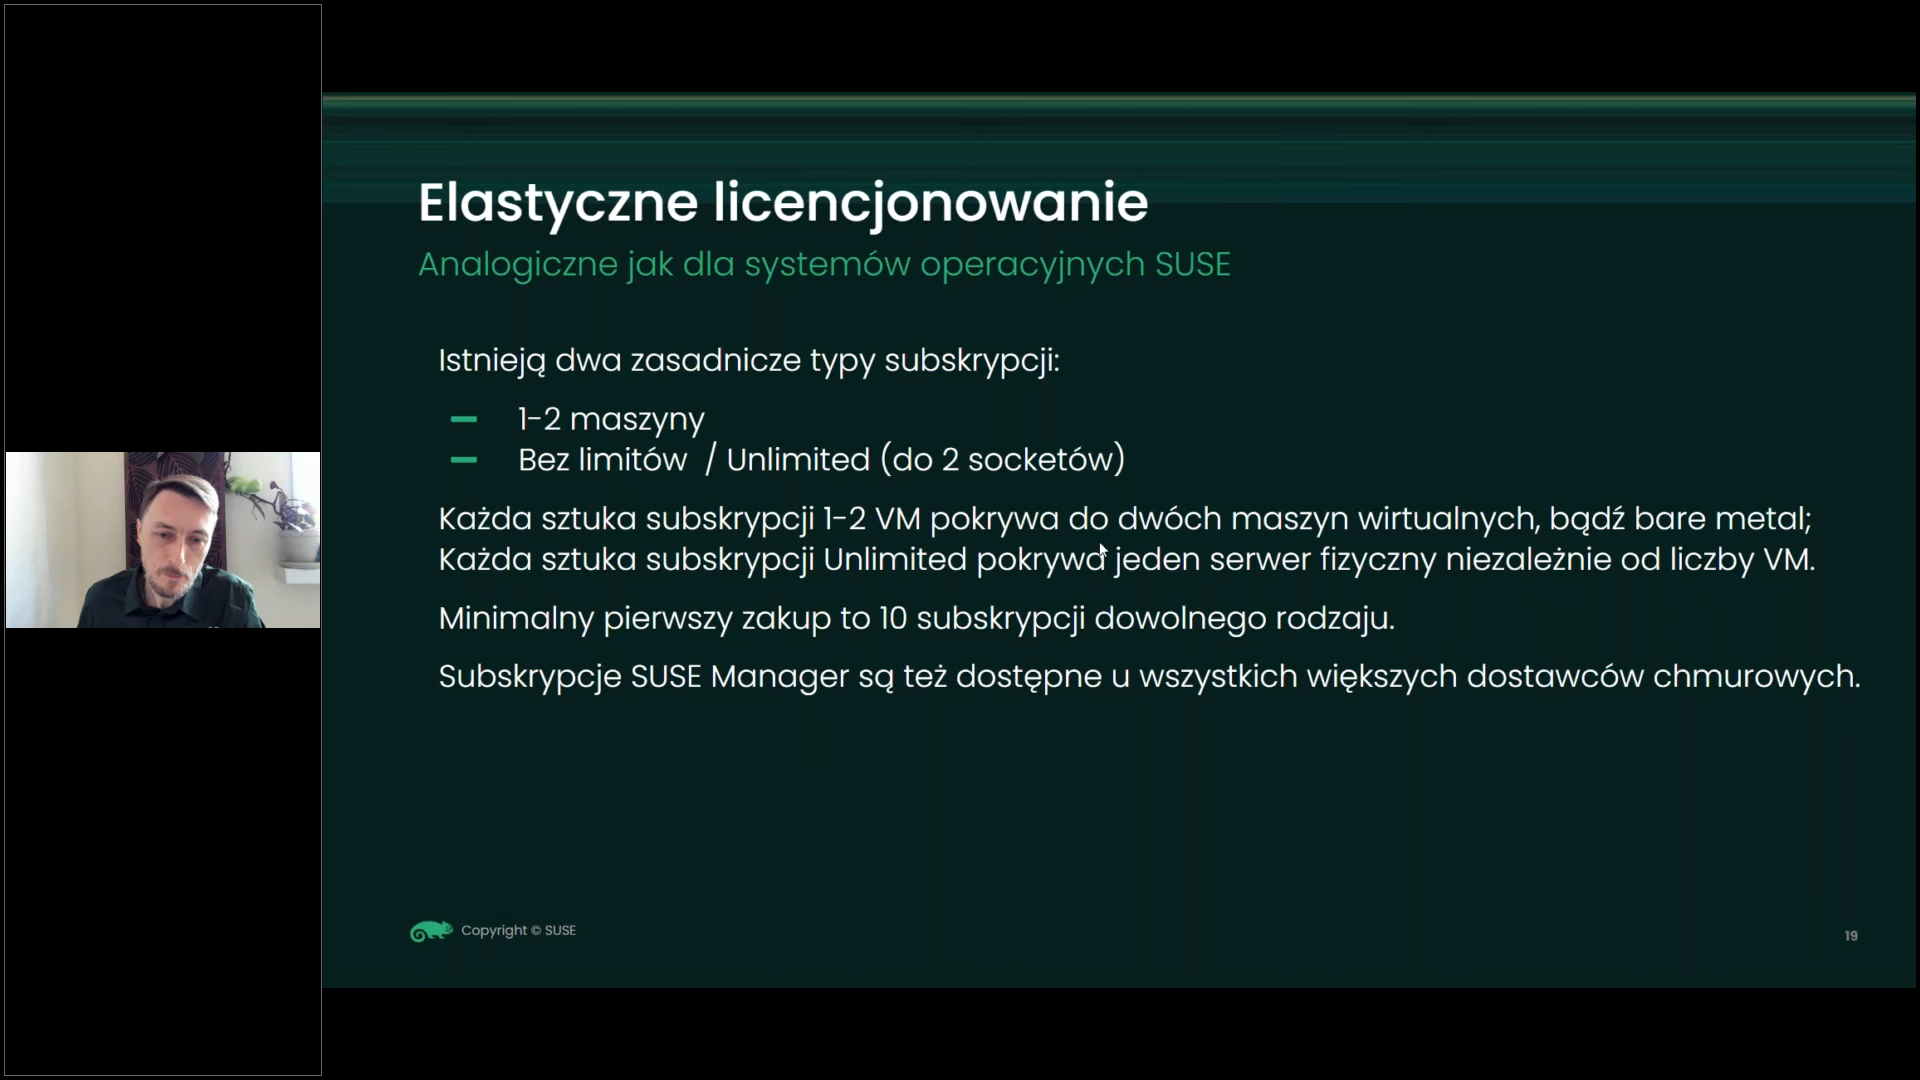 Elastyczne licencjonowanie
Analogiczne jak dla systemów operacyjnych SUSE
Istnieją dwa zasadnicze typy subskrypcji:
1-2 maszyny
Bez limitów / Unlimited (do 2 socketów)
Każda sztuka subskrypcji 1-2 VM pokrywa do dwóch maszyn wirtualnych, bądź bare metal;
Każda sztuka subskrypcji Unlimited pokrywa jeden serwer fizyczny niezależnie od liczby VM.
Minimalny pierwszy zakup to 10 subskrypcji dowolnego rodzaju.
Subskrypcje SUSE Manager są też dostępne u wszystkich większych dostawców chmurowych.
Copyright © SUSE
19